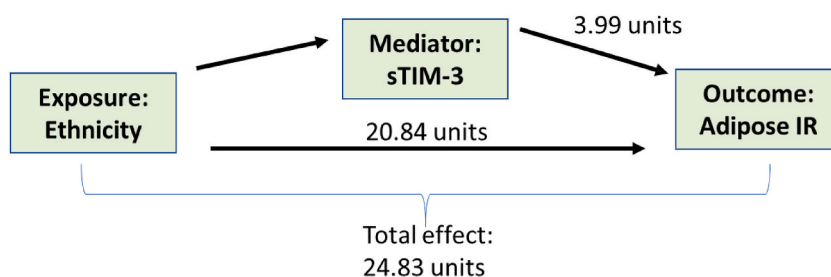 Exposure:
Ethnicity
Mediator:
sTIM-3
3.99 units
Outcome:
Adipose IR
20.84 units
Total effect:
24.83 units